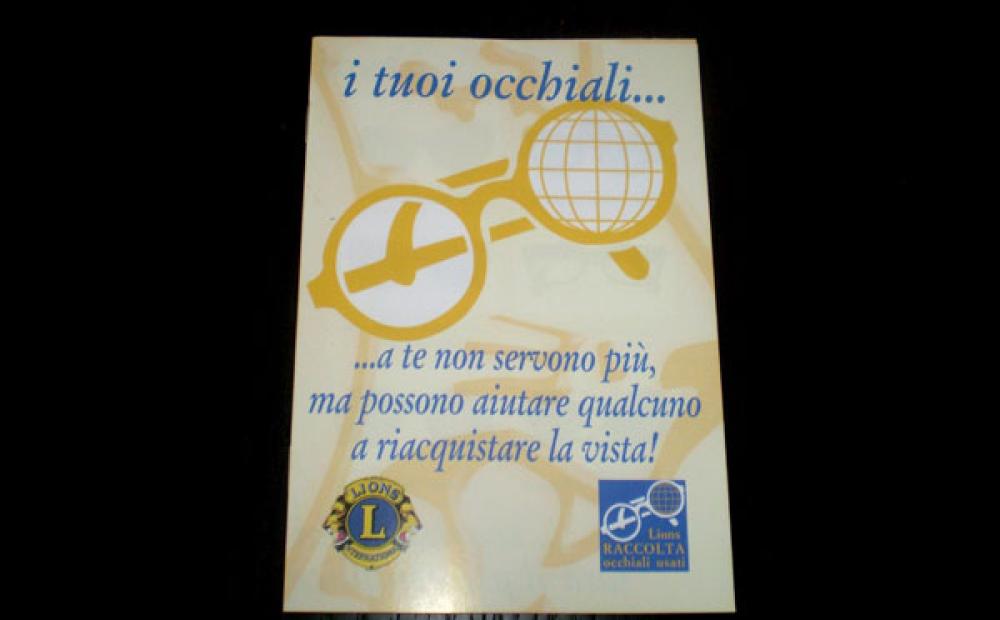 i tuoi occhiali...
...a te non servono più,
ma possono aiutare qualcuno
a riacquistare la vista!
LIONS
L
INTERNATIONAL
Lions
RACCOLTA
occhiali usati